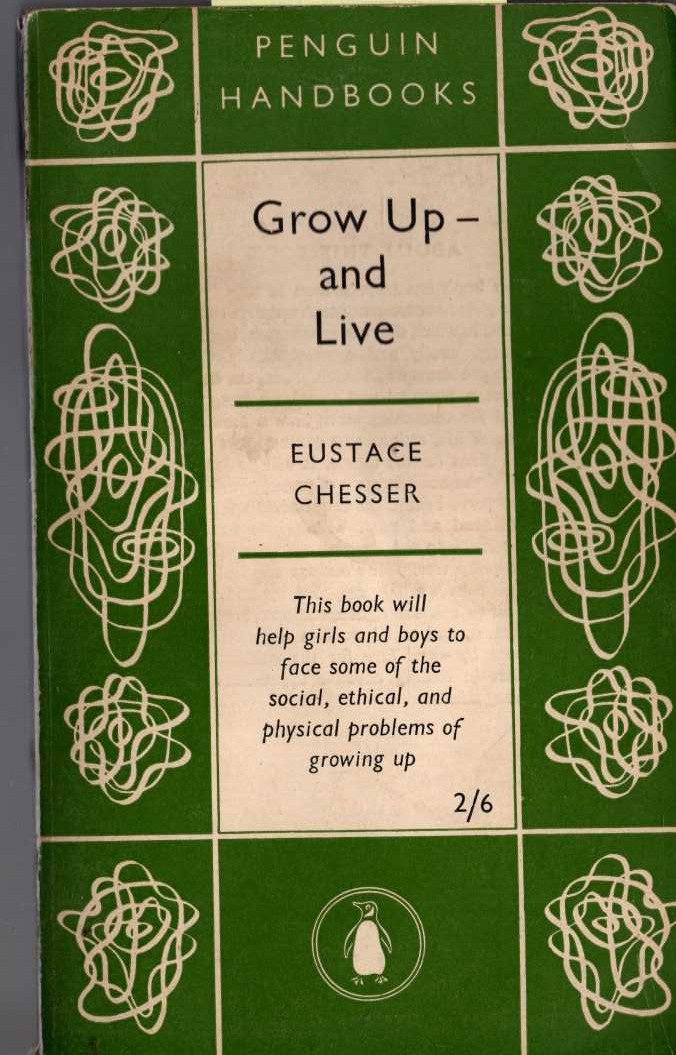 PENGUIN
HANDBOOKS
Grow Up –
and
Live
EUSTACE
CHESSER
This book will
help girls and boys to
face some of the
social, ethical, and
physical problems of
growing up
2/6